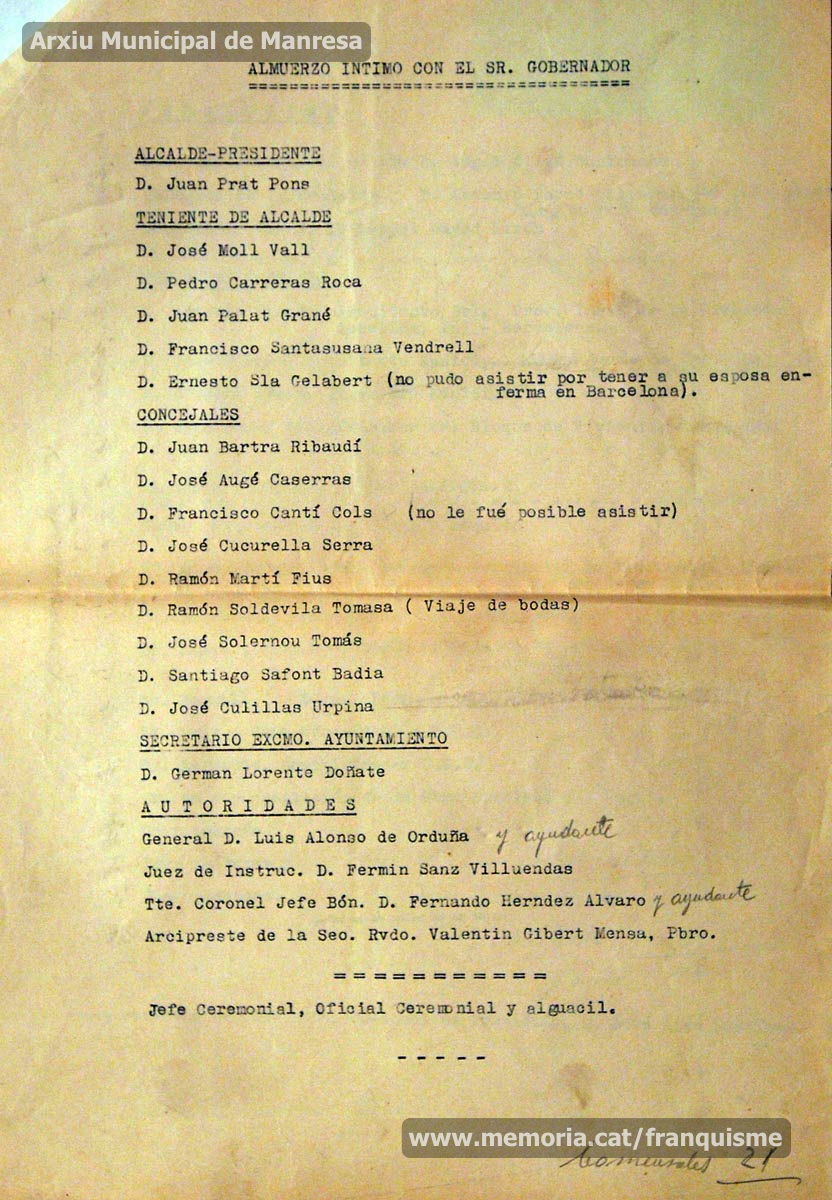 Arxiu Municipal de Manresa
ALMUERZO INTIMO CON EL SR. GOBERNADOR
=====================================
ALCALDE-PRESIDENTE
D. Juan Prat Pons
TENIENTE DE ALCALDE
D. José Moll Vall
D. Pedro Carreras Roca
D. Juan Palat Grané
D. Francisco Santasusana Vendrell
D. Ernesto Sla Gelabert (no pudo asistir por tener a su esposa en-
ferma en Barcelona).
CONCEJALES
D. Juan Bartra Ribaudí
D. José Augé Caserras
D. Francisco Cantí Cols (no le fué posible asistir)
D. José Cucurella Serra
D. Ramón Martí Fius
D. Ramón Soldevila Tomasa ( Viaje de bodas)
D. José Solernou Tomás
D. Santiago Safont Badia
D. José Culillas Urpina
SECRETARIO EXCMO. AYUNTAMIENTO
D. German Lorente Doñate
A U T O R I D A D E S
General D. Luis Alonso de Orduña y ayudante
Juez de Instruc. D. Fermin Sanz Villuendas
Tte. Coronel Jefe Bón. D. Fernando Herndez Alvaro y ayudante
Arcipreste de la Seo. Rvdo. Valentin Gibert Mensa, Pbro.
= = = = = = = = = = =
Jefe Ceremonial, Oficial Ceremonial y alguacil.
- - - - -
www.memoria.cat/franquisme
Comensales 21